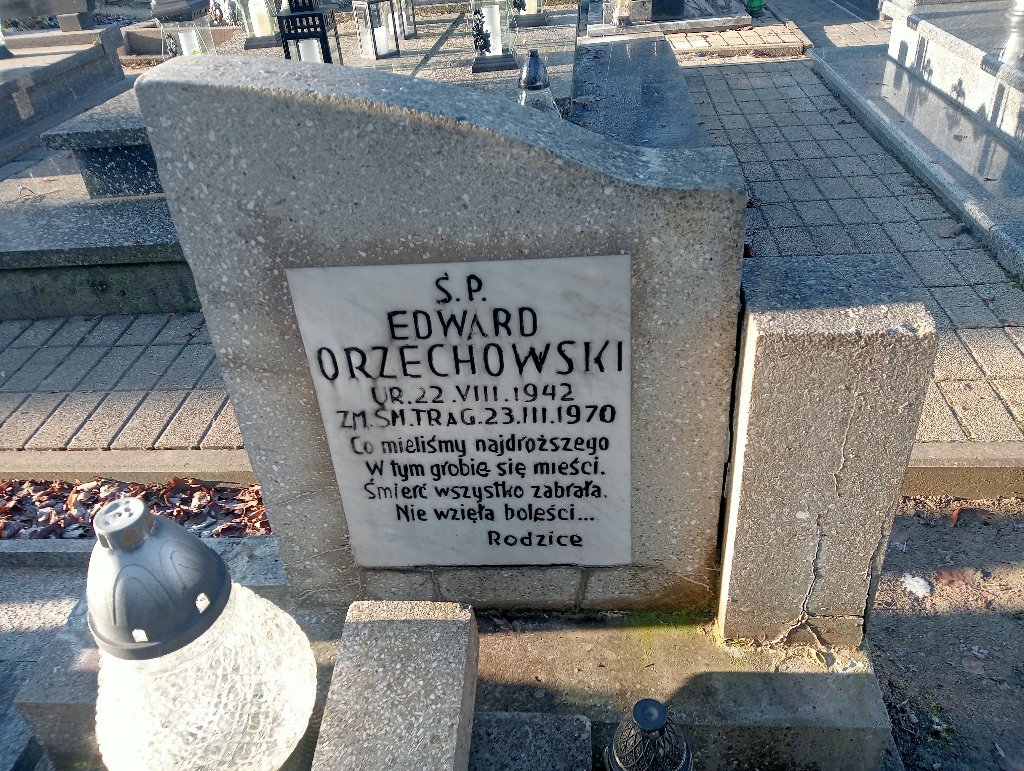 Ś.P.
EDWARD
ORZECHOWSKI
UR.22.VIII.1942
ZM.ŚM.TRAG.23.III.1970
Co mieliśmy najdroższego
W tym grobie się mieści.
Śmierć wszystko zabrała.
Nie wzięła boleści...
Rodzice